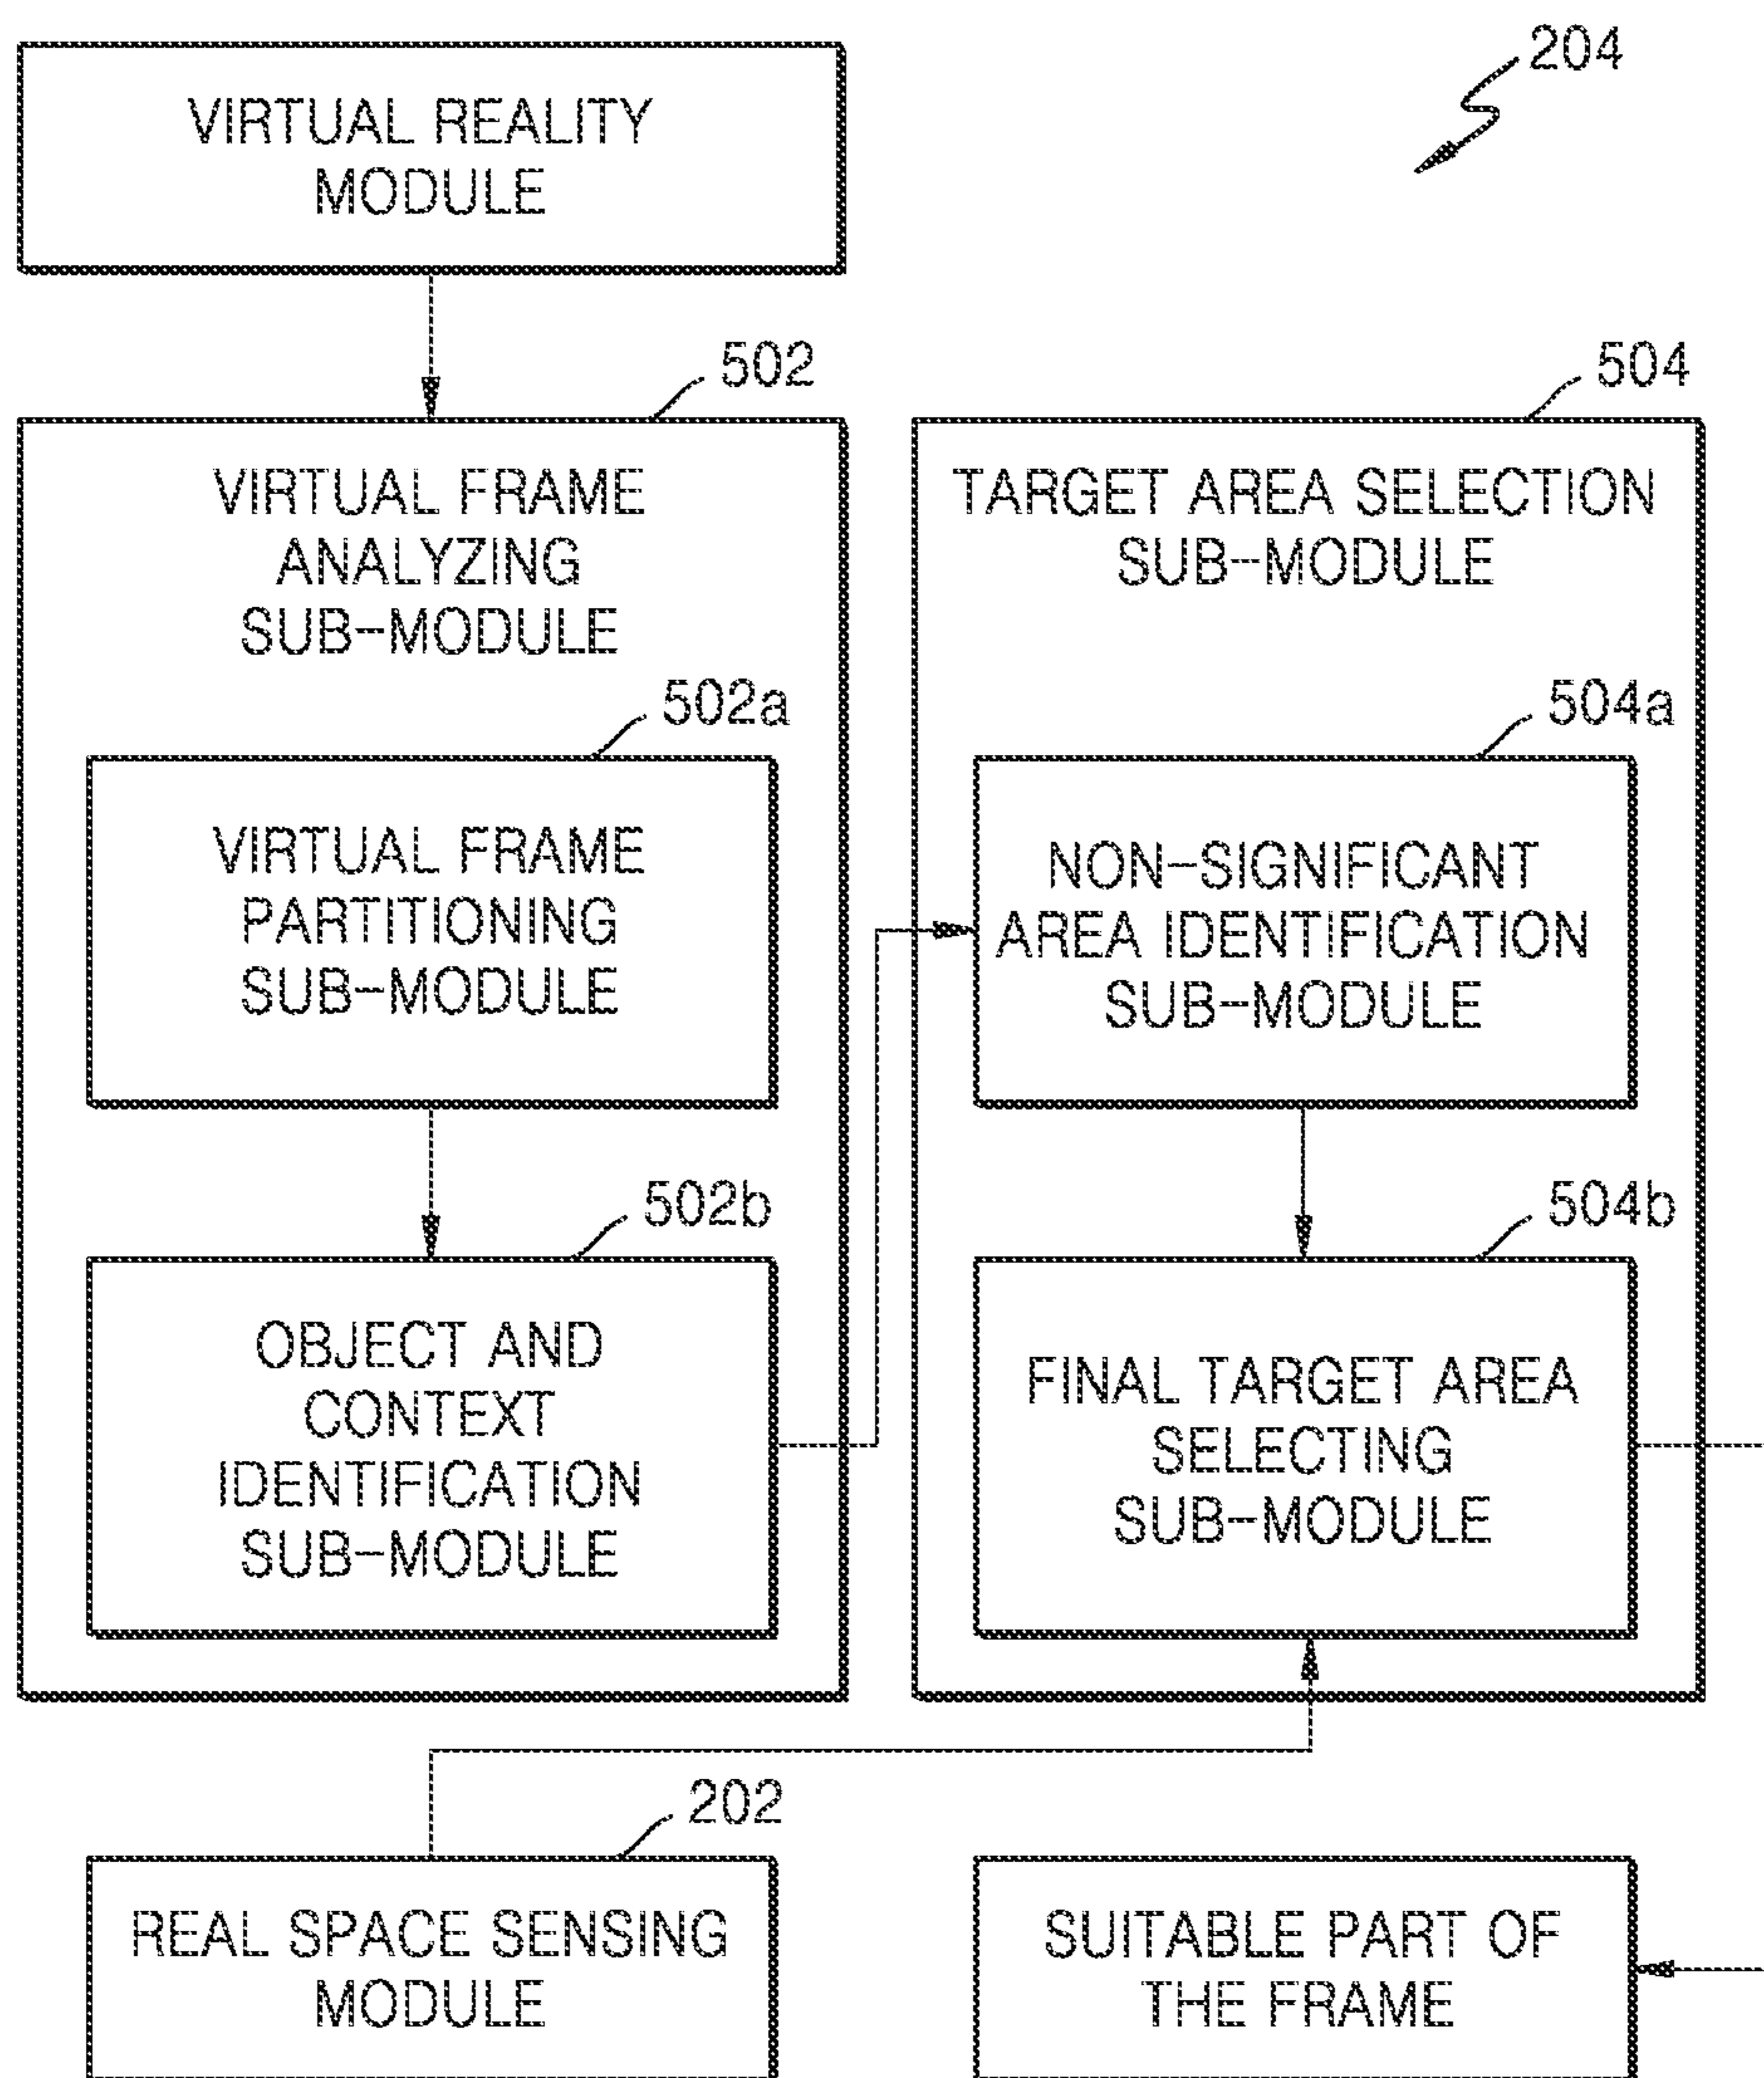 204
VIRTUAL REALITY
MODULE
502
VIRTUAL FRAME
ANALYZING
SUB-MODULE
502a
VIRTUAL FRAME
PARTITIONING
SUB-MODULE
502b
OBJECT AND
CONTEXT
IDENTIFICATION
SUB-MODULE
504
TARGET AREA SELECTION
SUB-MODULE
504a
NON-SIGNIFICANT
AREA IDENTIFICATION
SUB-MODULE
504b
FINAL TARGET AREA
SELECTING
SUB-MODULE
202
REAL SPACE SENSING
MODULE
SUITABLE PART OF
THE FRAME